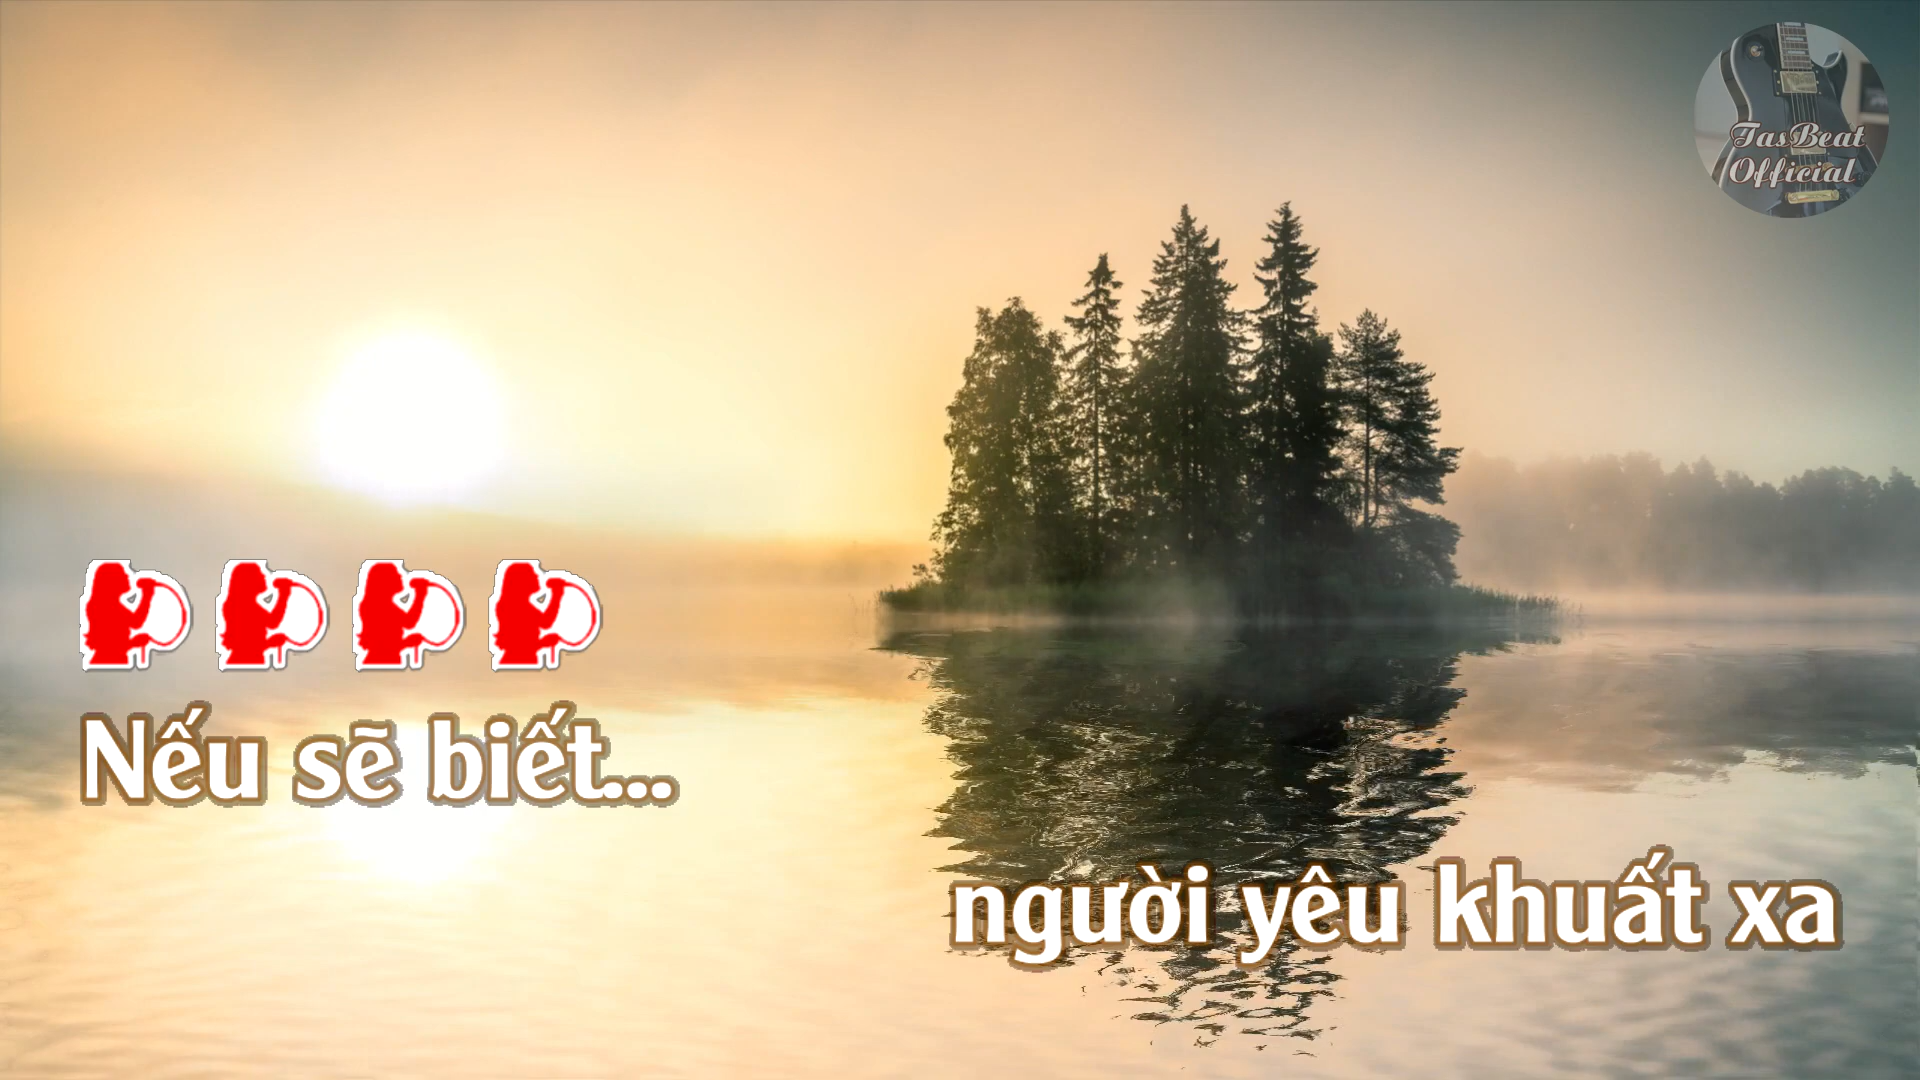 TasBeat
Official
Nếu sẽ biết...
người yêu khuất xa